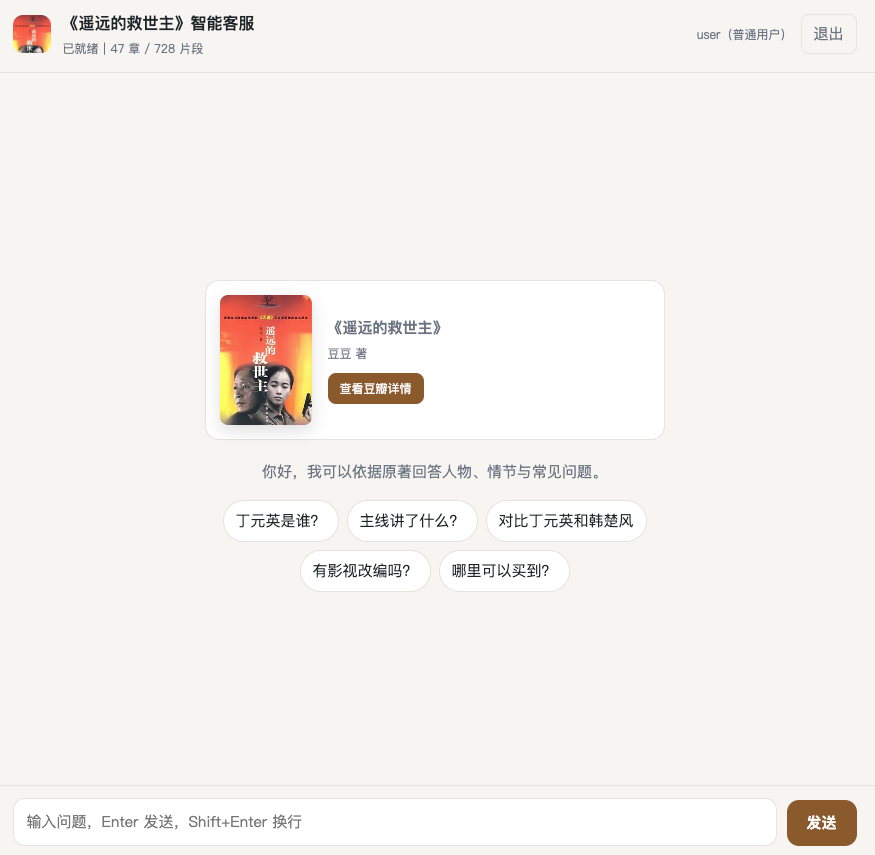 《遥远的救世主》智能客服
已就绪 | 47 章 / 728 片段
user（普通用户）
退出
遥远的
救世主
《遥远的救世主》
豆豆 著
查看豆瓣详情
你好，我可以依据原著回答人物、情节与常见问题。
丁元英是谁？
主线讲了什么？
对比丁元英和韩楚风
有影视改编吗？
哪里可以买到？
输入问题，Enter 发送，Shift+Enter 换行
发送